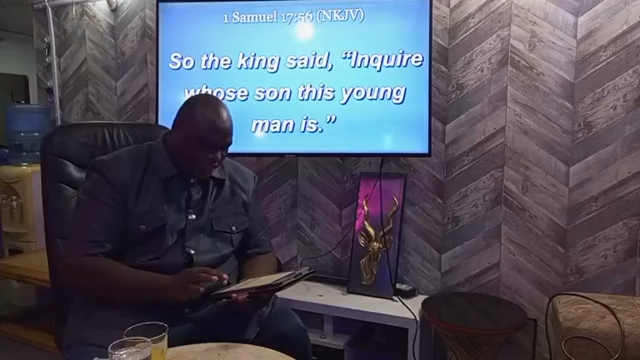 1 Samuel 17:56 (NKJV)
So the king said, “Inquire
whose son this young
man is.”